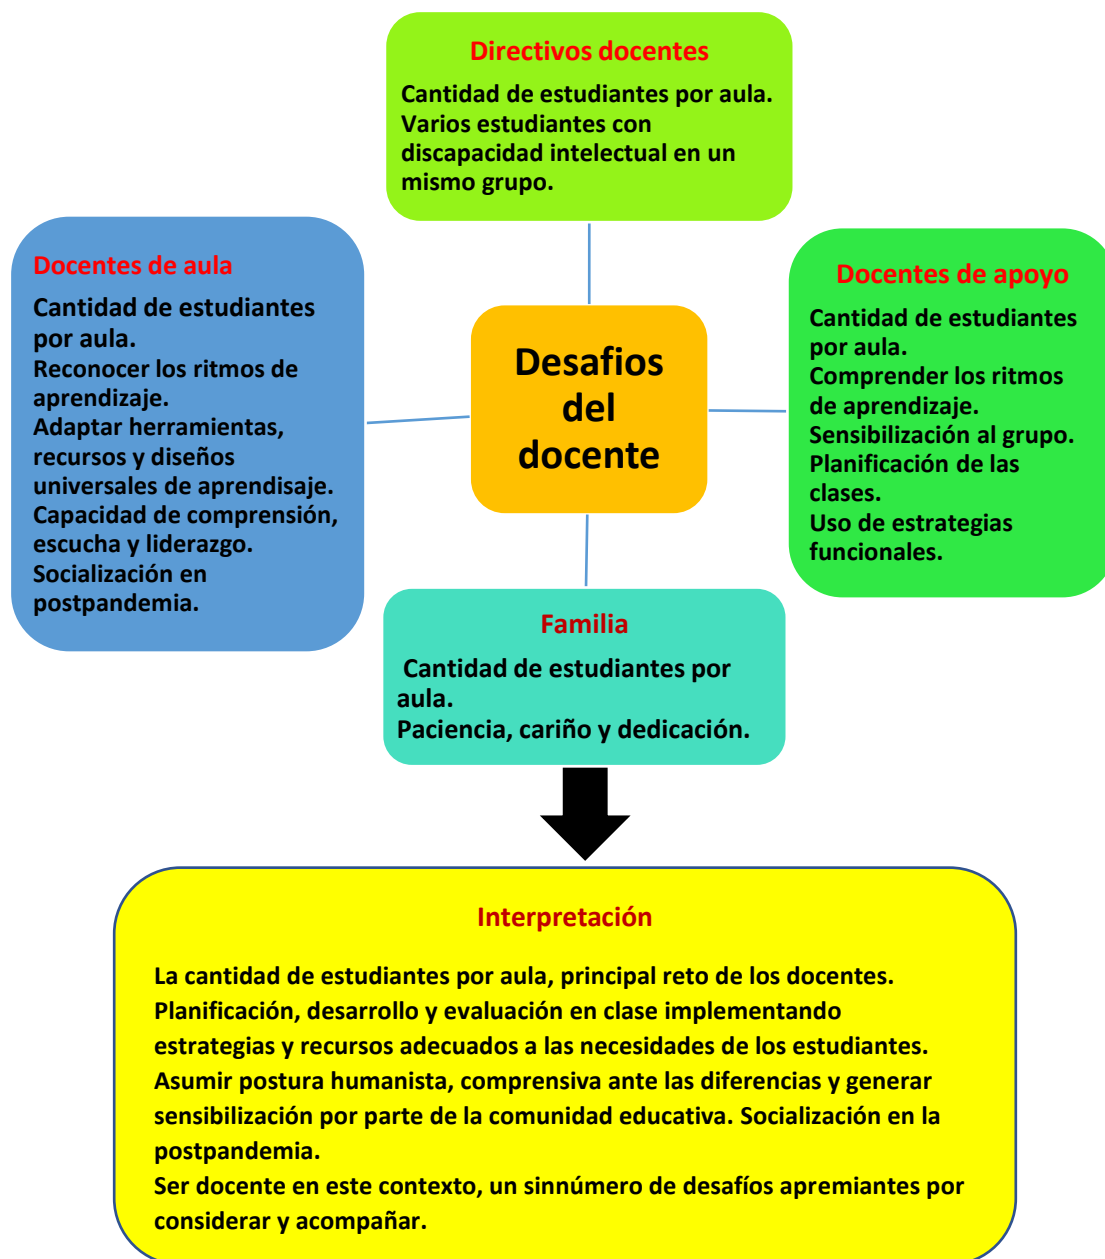 Directivos docentes
Cantidad de estudiantes por aula.
Varios estudiantes con
discapacidad intelectual en un
mismo grupo.
Docentes de aula
Cantidad de estudiantes
por aula.
Reconocer los ritmos de
aprendizaje.
Adaptar herramientas,
recursos y diseños
universales de aprendisaje.
Capacidad de comprensión,
escucha y liderazgo.
Socialización en
postpandemia.
Desafios
del
docente
Docentes de apoyo
Cantidad de estudiantes
por aula.
Comprender los ritmos
de aprendizaje.
Sensibilización al grupo.
Planificación de las
clases.
Uso de estrategias
funcionales.
Familia
Cantidad de estudiantes por
aula.
Paciencia, cariño y dedicación.
Interpretación
La cantidad de estudiantes por aula, principal reto de los docentes.
Planificación, desarrollo y evaluación en clase implementando
estrategias y recursos adecuados a las necesidades de los estudiantes.
Asumir postura humanista, comprensiva ante las diferencias y generar
sensibilización por parte de la comunidad educativa. Socialización en la
postpandemia.
Ser docente en este contexto, un sinnúmero de desafíos apremiantes por
considerar y acompañar.